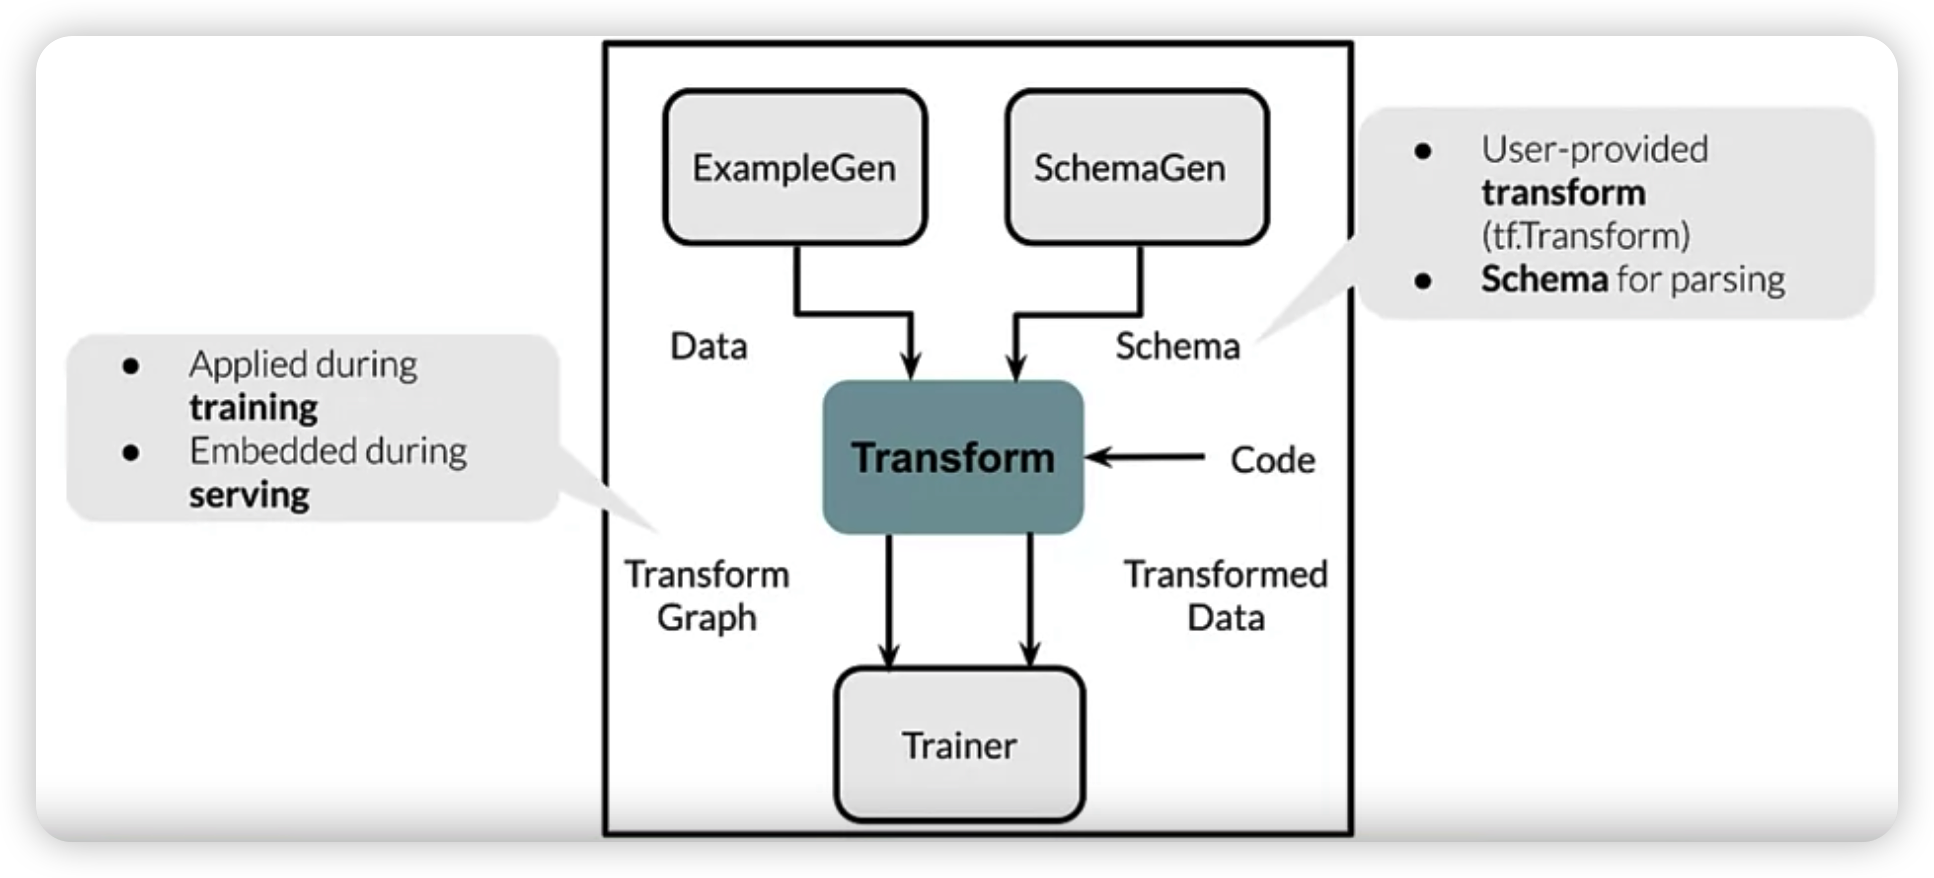 ExampleGen
SchemaGen
● User-provided
transform
(tf.Transform)
● Schema for parsing
Data
Schema
● Applied during
training
● Embedded during
serving
Transform
Code
Transform
Graph
Transformed
Data
Trainer